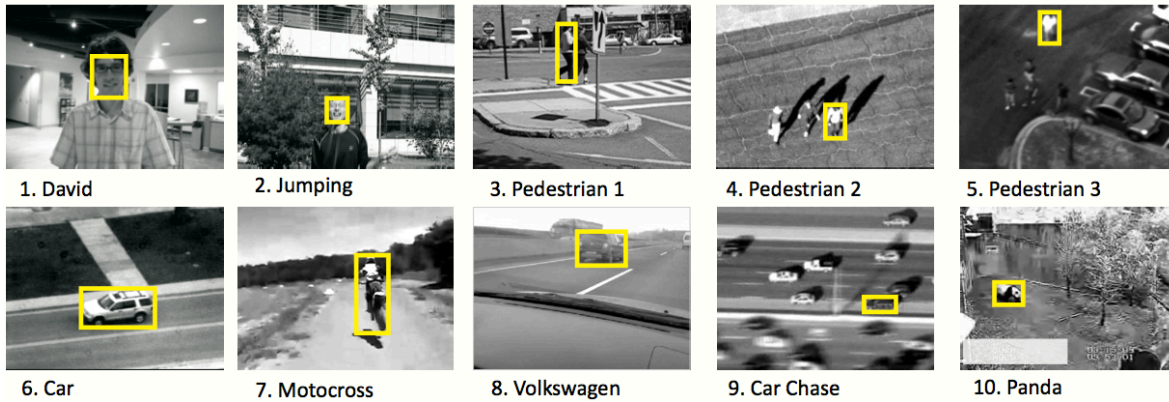 1. David
2. Jumping
3. Pedestrian 1
4. Pedestrian 2
5. Pedestrian 3
6. Car
7. Motocross
8. Volkswagen
9. Car Chase
10. Panda